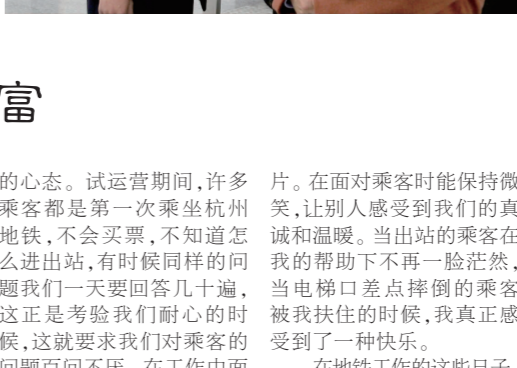 富
的心态。试运营期间,许多
乘客都是第一次乘坐杭州
地铁,不会买票,不知道怎
么进出站,有时候同样的问
题我们一天要回答几十遍,
这正是考验我们耐心的时
候,这就要求我们对乘客的
问题百问不厌。在工作中面
片。在面对乘客时能保持微
笑,让别人感受到我们的真
诚和温暖。当出站的乘客在
我的帮助下不再一脸茫然,
当电梯口差点摔倒的乘客
被我扶住的时候,我真正感
受到了一种快乐。
在地铁工作的这些日子,